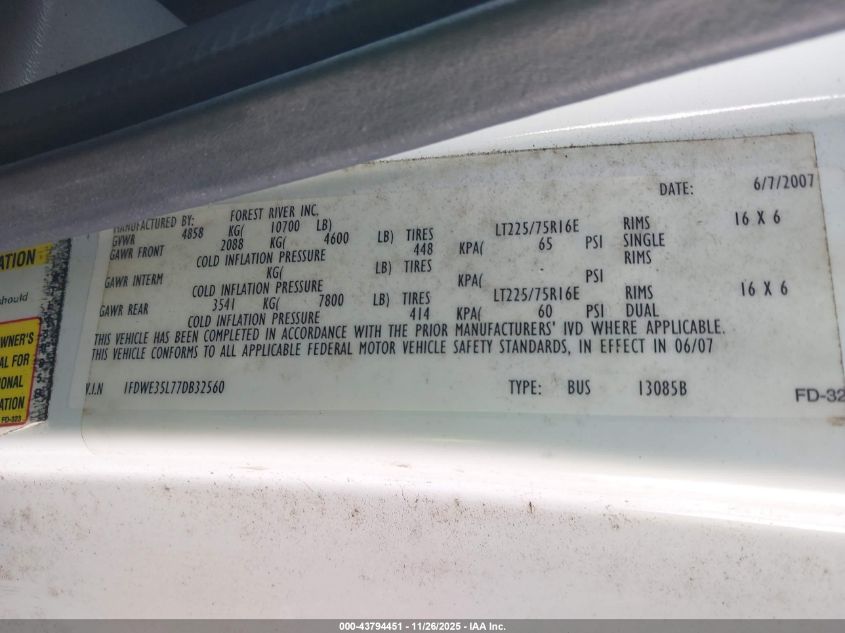 DATE: 6/7/2007
MANUFACTURED BY: FOREST RIVER INC.
GVWR 4858 KG( 10700 LB)
GAWR FRONT 2088 KG( 4600 LB) TIRES LT225/75R16E RIMS 16 X 6
COLD INFLATION PRESSURE 448 KPA( 65 PSI SINGLE
GAWR INTERM KG( LB) TIRES RIMS
COLD INFLATION PRESSURE KPA( PSI
GAWR REAR 3541 KG( 7800 LB) TIRES LT225/75R16E RIMS 16 X 6
COLD INFLATION PRESSURE 414 KPA( 60 PSI DUAL
THIS VEHICLE HAS BEEN COMPLETED IN ACCORDANCE WITH THE PRIOR MANUFACTURERS' IVD WHERE APPLICABLE.
THIS VEHICLE CONFORMS TO ALL APPLICABLE FEDERAL MOTOR VEHICLE SAFETY STANDARDS, IN EFFECT IN 06/07
V.I.N 1FDWE35L77DB32560 TYPE: BUS 13085B FD-32
ATION
should
OWNER'S
AL FOR
IONAL
ATION
FD-323
000-43794451 - 11/26/2025 - IAA Inc.